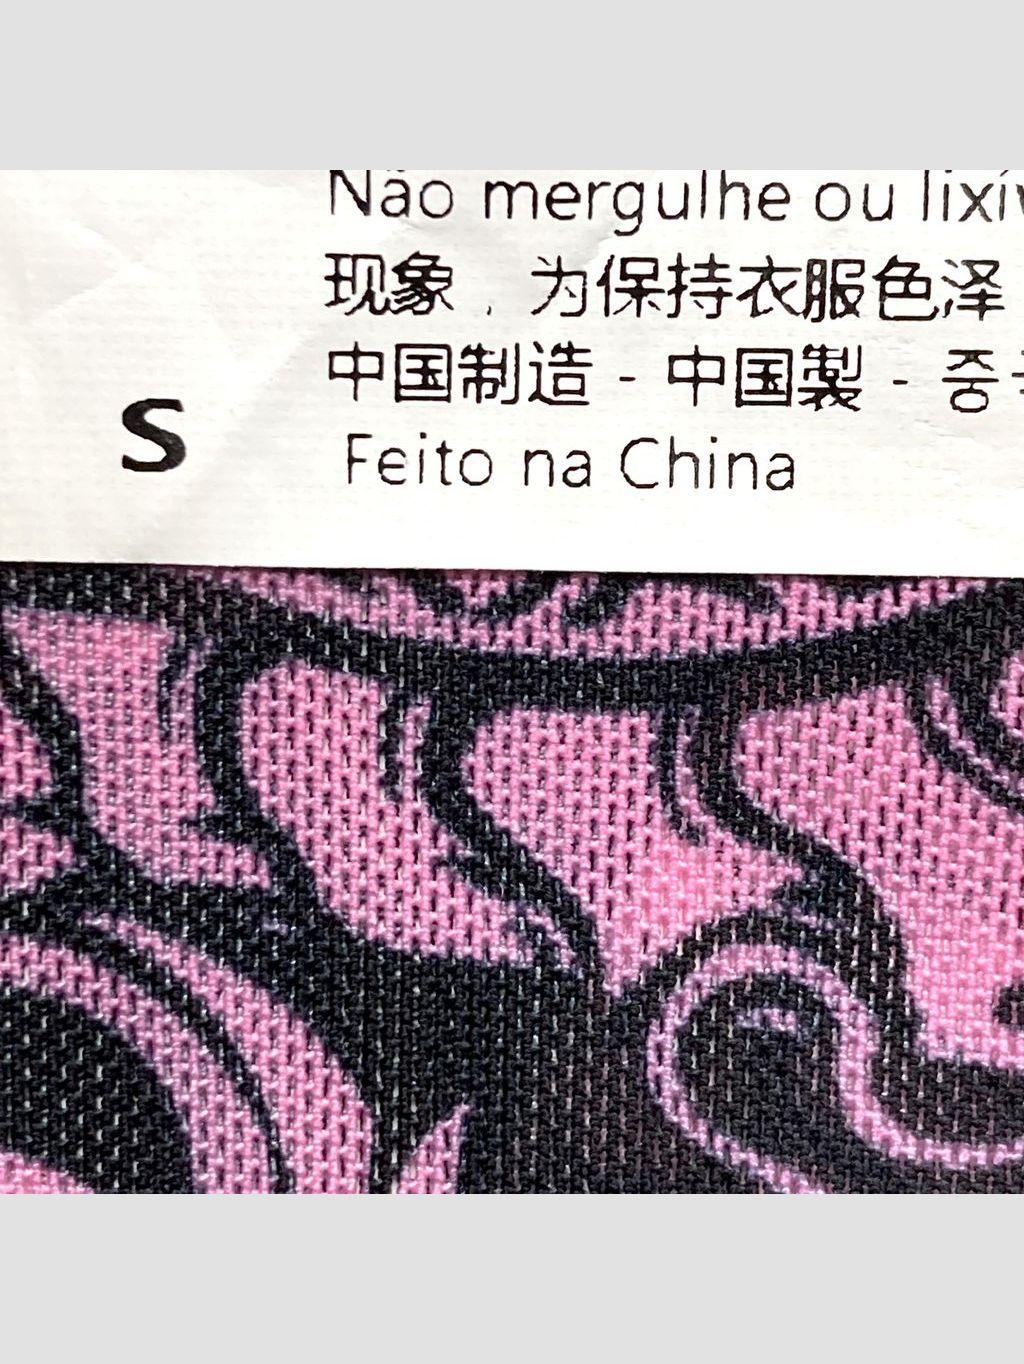 Não mergulhe ou
现象，为保持衣服色泽
中国制造 - 中国製 - 중
S
Feito na China